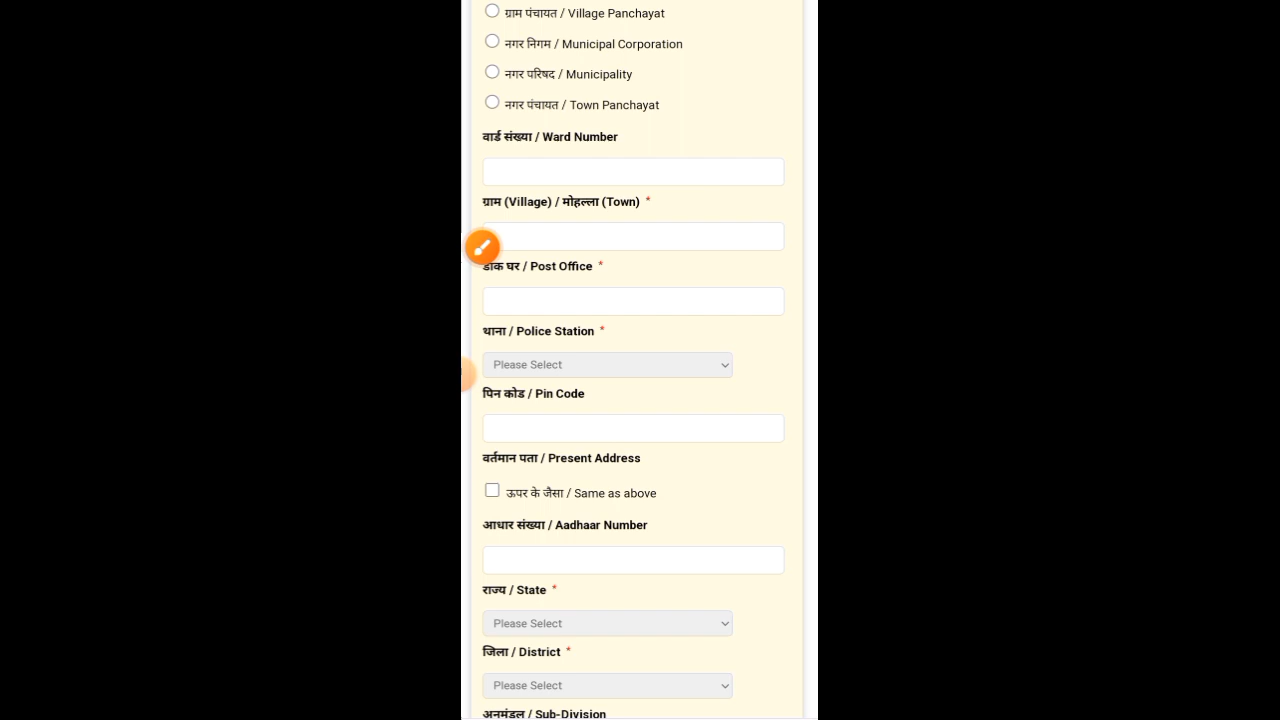 ग्राम पंचायत / Village Panchayat
नगर निगम / Municipal Corporation
नगर परिषद / Municipality
नगर पंचायत / Town Panchayat
वार्ड संख्या / Ward Number
ग्राम (Village) / मोहल्ला (Town) *
डाक घर / Post Office *
थाना / Police Station *
Please Select
पिन कोड / Pin Code
वर्तमान पता / Present Address
ऊपर के जैसा / Same as above
आधार संख्या / Aadhaar Number
राज्य / State *
Please Select
जिला / District *
Please Select
अनुमंडल / Sub-Division